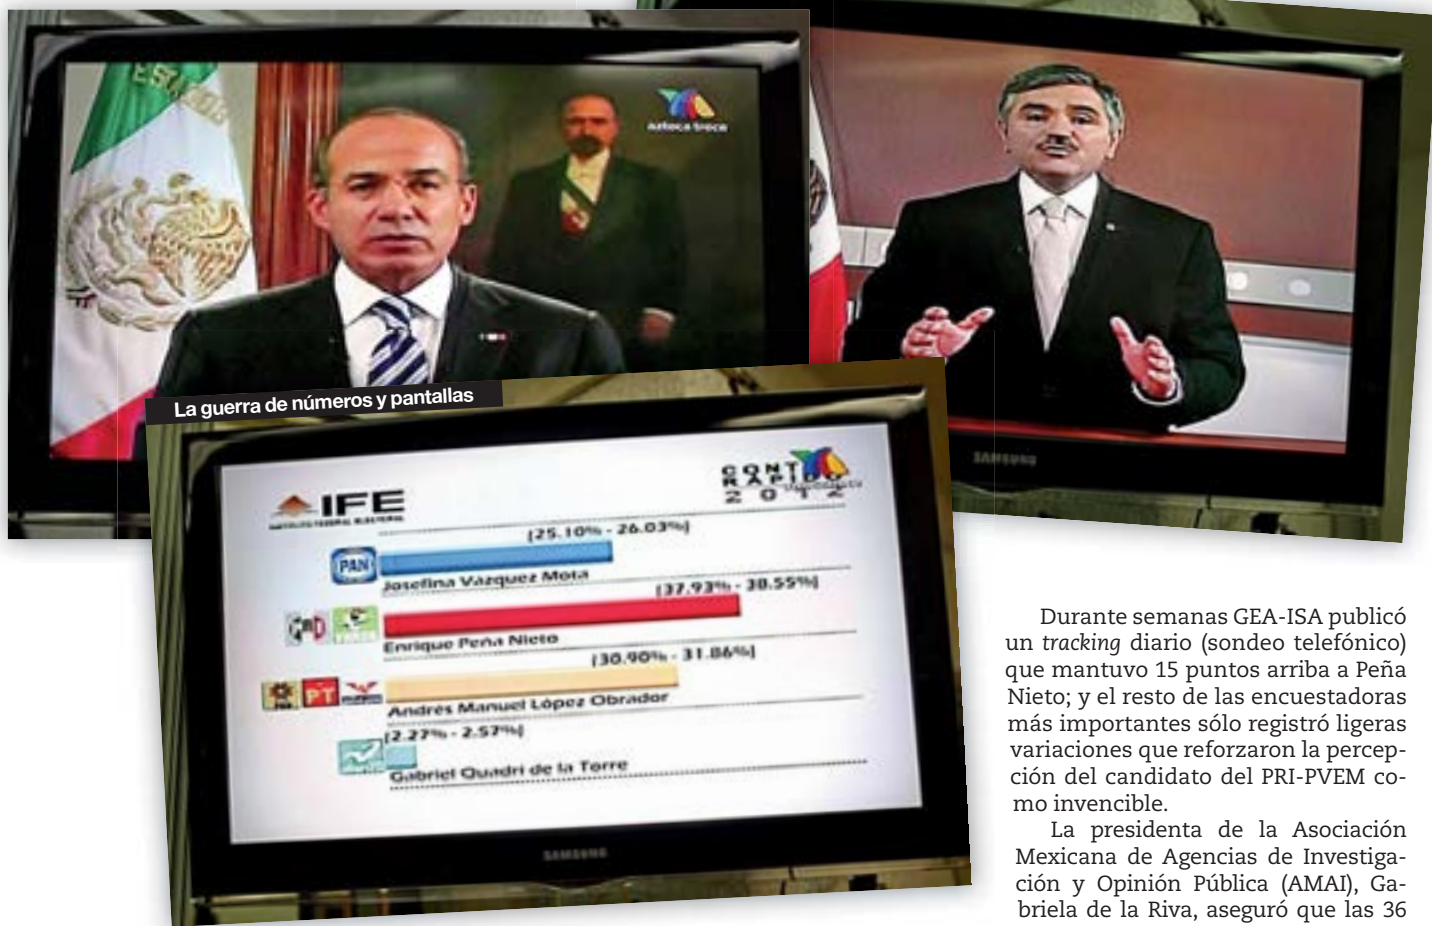 azteca trece
SAMSUNG
La guerra de números y pantallas
IFE
INSTITUTO FEDERAL ELECTORAL
CONT
RÁPIDO
2012
[25.10% - 26.03%]
PAN
Josefina Vázquez Mota
[37.93% - 38.55%]
Enrique Peña Nieto
[30.90% - 31.86%]
PT
Andrés Manuel López Obrador
[2.27% - 2.57%]
Gabriel Quadri de la Torre
SAMSUNG
Durante semanas GEA-ISA publicó
un tracking diario (sondeo telefónico)
que mantuvo 15 puntos arriba a Peña
Nieto; y el resto de las encuestadoras
más importantes sólo registró ligeras
variaciones que reforzaron la percep-
ción del candidato del PRI-PVEM co-
mo invencible.
La presidenta de la Asociación
Mexicana de Agencias de Investiga-
ción y Opinión Pública (AMAI), Ga-
briela de la Riva, aseguró que las 36